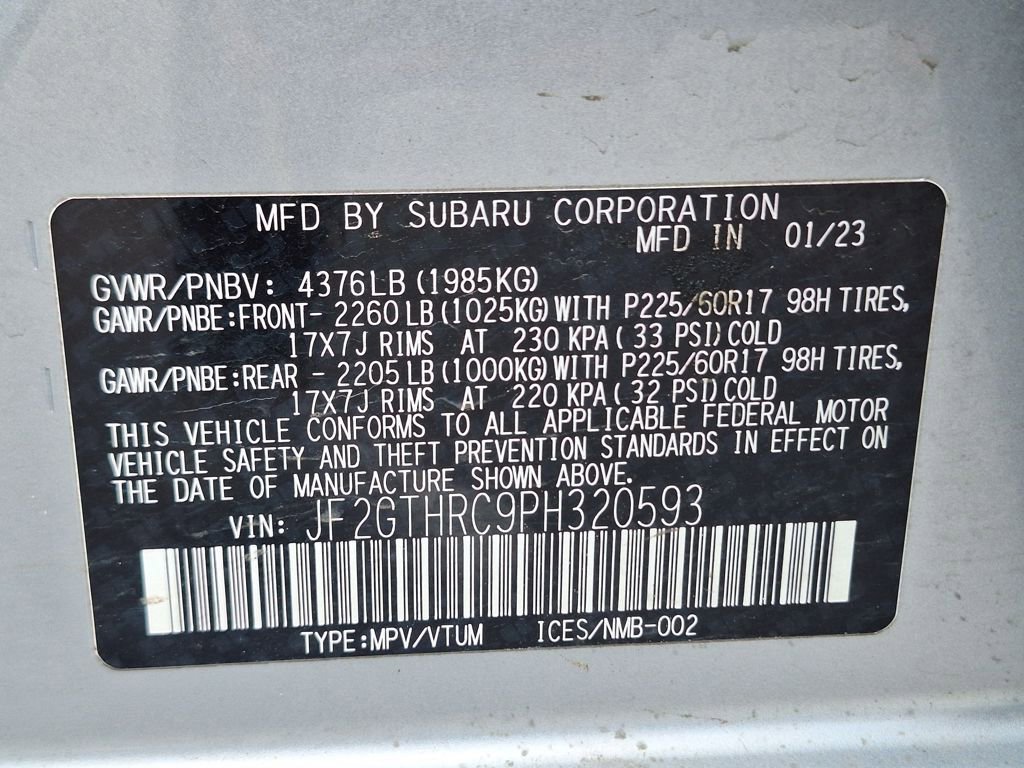 MFD BY SUBARU CORPORATION
MFD IN 01/23
GVWR/PNBV: 4376LB (1985KG)
GAWR/PNBE:FRONT- 2260LB (1025KG) WITH P225/60R17 98H TIRES,
17X7J RIMS AT 230 KPA ( 33 PSI) COLD
GAWR/PNBE:REAR - 2205LB (1000KG) WITH P225/60R17 98H TIRES,
17X7J RIMS AT 220 KPA ( 32 PSI) COLD
THIS VEHICLE CONFORMS TO ALL APPLICABLE FEDERAL MOTOR
VEHICLE SAFETY AND THEFT PREVENTION STANDARDS IN EFFECT ON
THE DATE OF MANUFACTURE SHOWN ABOVE.
VIN: JF2GTHRC9PH320593
TYPE:MPV/VTUM ICES/NMB-002